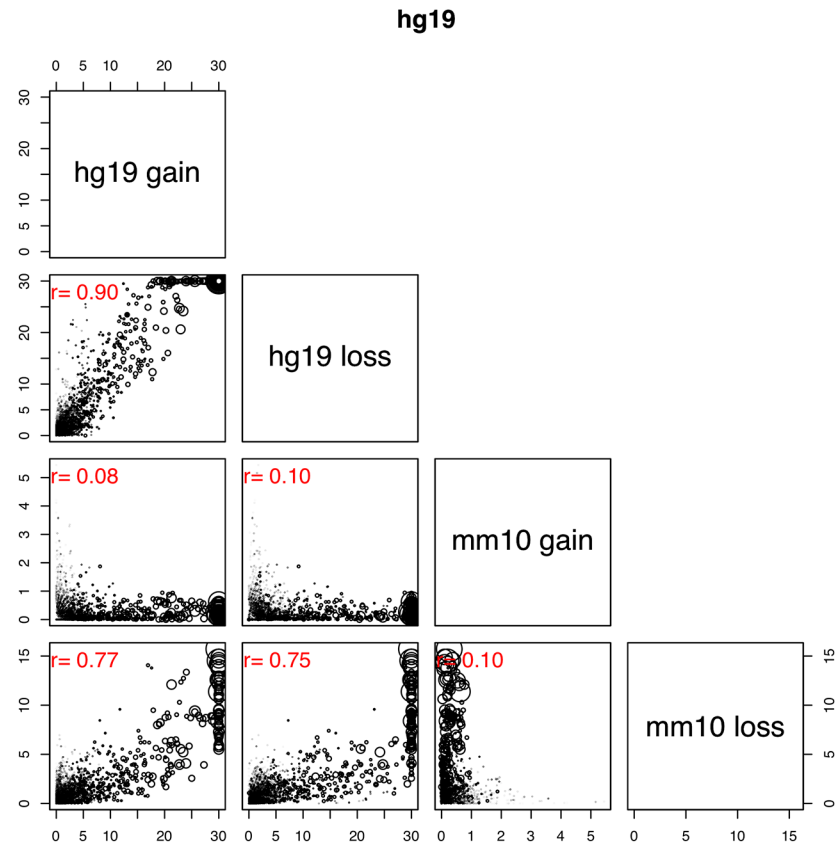 hg19
0 5 10 20 30
0 5 10 20 30
hg19 gain
0 5 10 20 30
r= 0.90
hg19 loss
0 1 2 3 4 5
r= 0.08
r= 0.10
mm10 gain
0 5 10 15
r= 0.77
r= 0.75
r= 0.10
mm10 loss
0 5 10 15
0 5 10 20 30
0 5 10 20 30
0 1 2 3 4 5
0 5 10 15